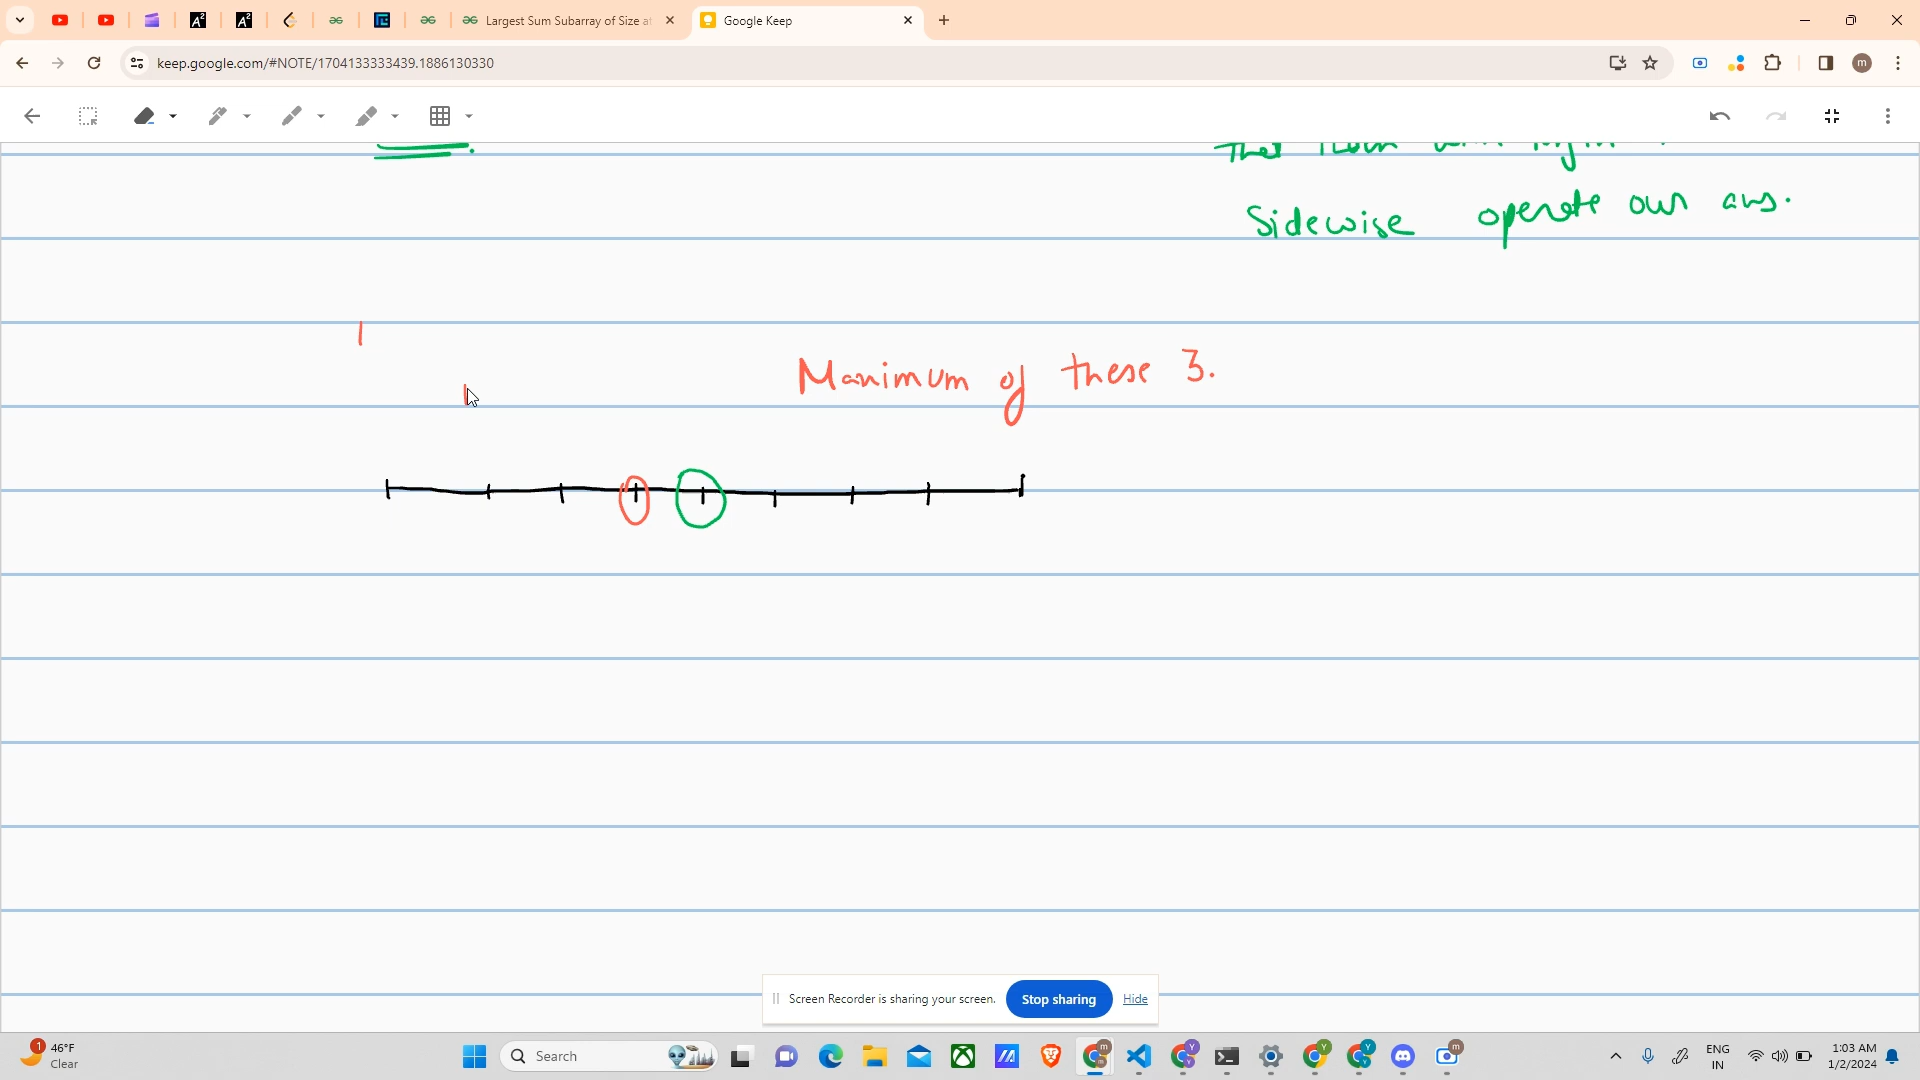 Largest Sum Subarray of Size at
Google Keep
keep.google.com/#NOTE/1704133333439.1886130330
m
that
Sidewise operate our ans.
Maximum of these 3.
Screen Recorder is sharing your screen. Stop sharing Hide
1 46°F
Clear
Search
ENG
IN
1:03 AM
1/2/2024